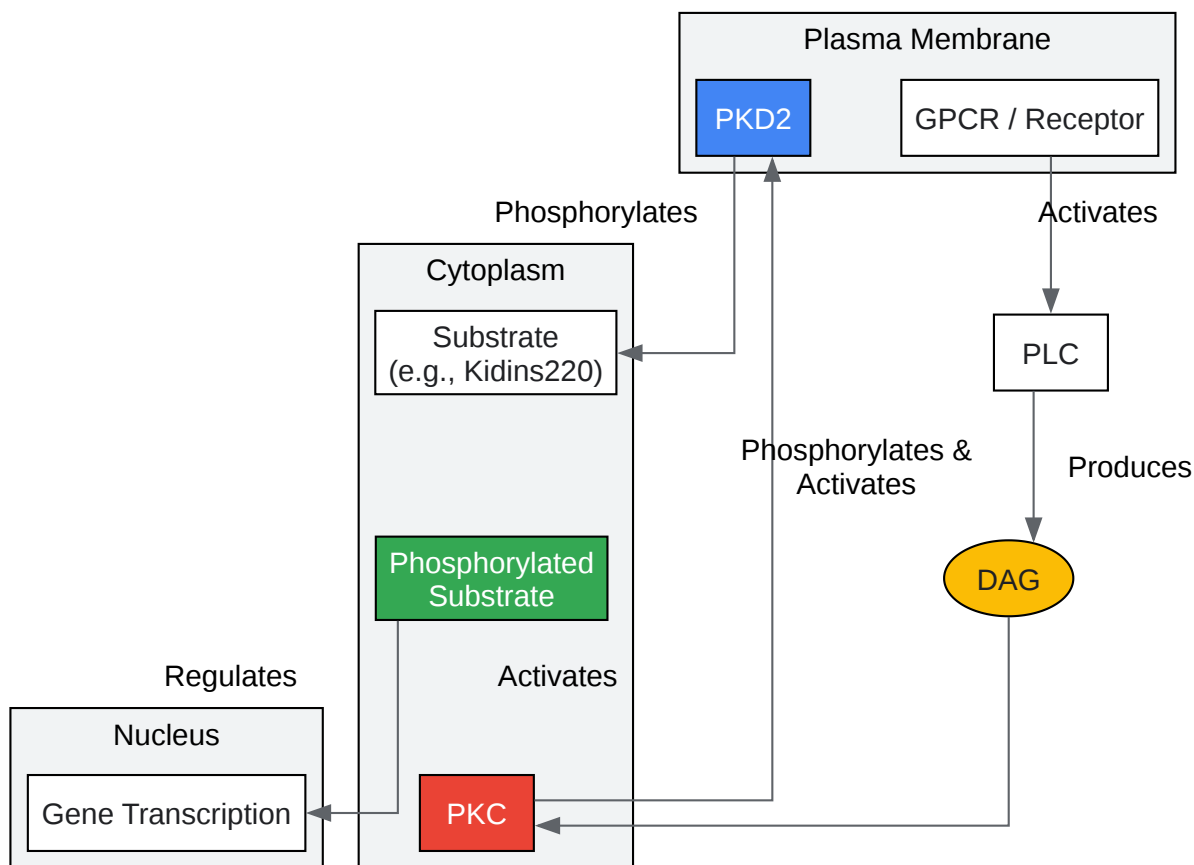 Plasma Membrane
PKD2
GPCR / Receptor
Phosphorylates
Activates
Cytoplasm
Substrate
(e.g., Kidins220)
PLC
Phosphorylates &
Activates
Produces
Phosphorylated
Substrate
DAG
Regulates
Activates
Nucleus
Gene Transcription
PKC